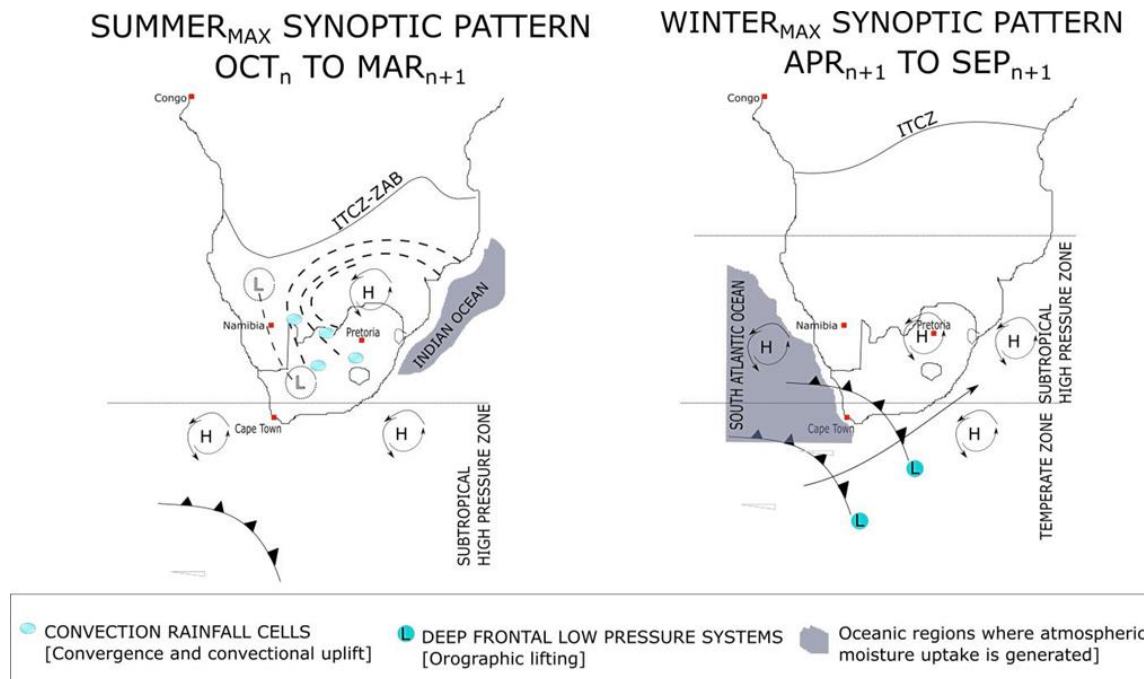 SUMMERMAX SYNOPTIC PATTERN
OCTn TO MARn+1
Congo
ITCZ-ZAB
L
H
Namibia
Pretoria
INDIAN OCEAN
L
H
Cape Town
H
SUBTROPICAL
HIGH PRESSURE ZONE
WINTERMAX SYNOPTIC PATTERN
APRn+1 TO SEPn+1
Congo
ITCZ
SOUTH ATLANTIC OCEAN
H
Namibia
Pretoria
H
H
SUBTROPICAL
HIGH PRESSURE ZONE
Cape Town
H
L
L
TEMPERATE ZONE
CONVECTION RAINFALL CELLS
[Convergence and convectional uplift]
L DEEP FRONTAL LOW PRESSURE SYSTEMS
[Orographic lifting]
Oceanic regions where atmospheric
moisture uptake is generated]